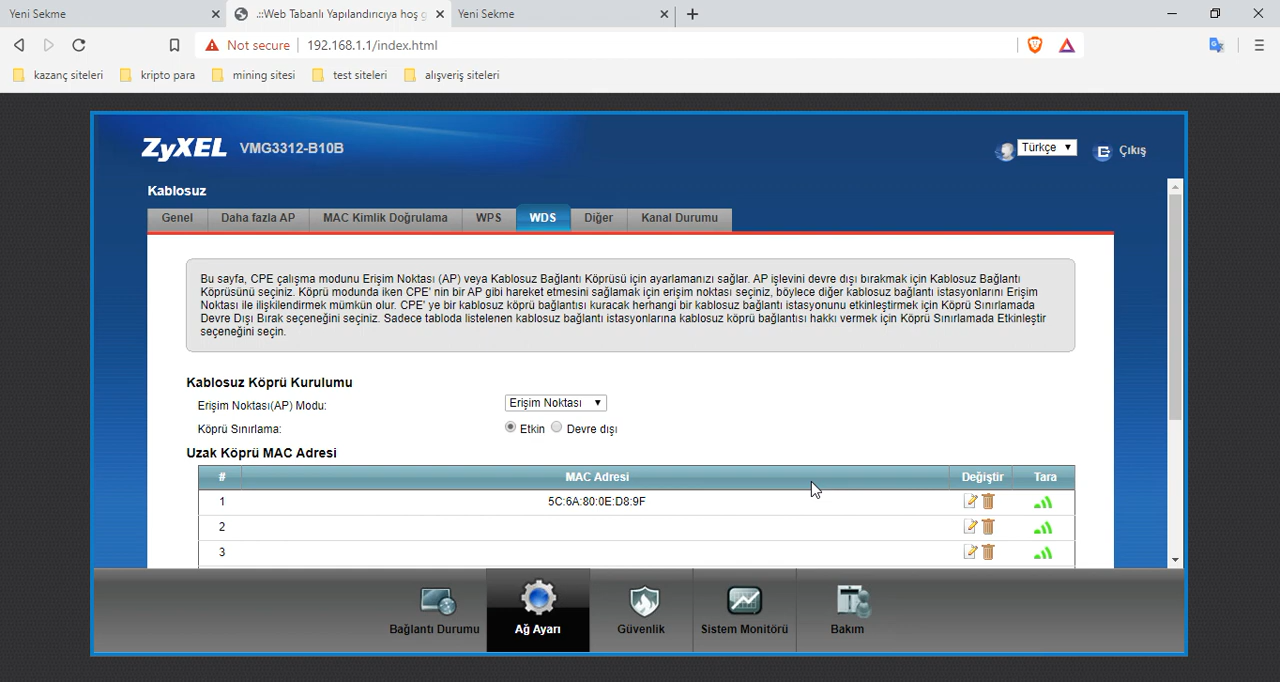 Yeni Sekme
.::Web Tabanlı Yapılandırıcıya hoş g
Yeni Sekme
Not secure
192.168.1.1/index.html
kazanç siteleri
kripto para
mining sitesi
test siteleri
alışveriş siteleri
ZyXEL
VMG3312-B10B
Türkçe
Çıkış
Kablosuz
Genel
Daha fazla AP
MAC Kimlik Doğrulama
WPS
WDS
Diğer
Kanal Durumu
Bu sayfa, CPE çalışma modunu Erişim Noktası (AP) veya Kablosuz Bağlantı Köprüsü için ayarlamanızı sağlar. AP işlevini devre dışı bırakmak için Kablosuz Bağlantı
Köprüsünü seçiniz. Köprü modunda iken CPE' nin bir AP gibi hareket etmesini sağlamak için erişim noktası seçiniz, böylece diğer kablosuz bağlantı istasyonlarını Erişim
Noktası ile ilişkilendirmek mümkün olur. CPE' ye bir kablosuz köprü bağlantısı kuracak herhangi bir kablosuz bağlantı istasyonunu etkinleştirmek için Köprü Sınırlamada
Devre Dışı Bırak seçeneğini seçiniz. Sadece tabloda listelenen kablosuz bağlantı istasyonlarına kablosuz köprü bağlantısı hakkı vermek için Köprü Sınırlamada Etkinleştir
seçeneğini seçin.
Kablosuz Köprü Kurulumu
Erişim Noktası(AP) Modu:
Erişim Noktası
Köprü Sınırlama:
Etkin
Devre dışı
Uzak Köprü MAC Adresi
#
MAC Adresi
Değiştir
Tara
1
5C:6A:80:0E:D8:9F
2
3
Bağlantı Durumu
Ağ Ayarı
Güvenlik
Sistem Monitörü
Bakım